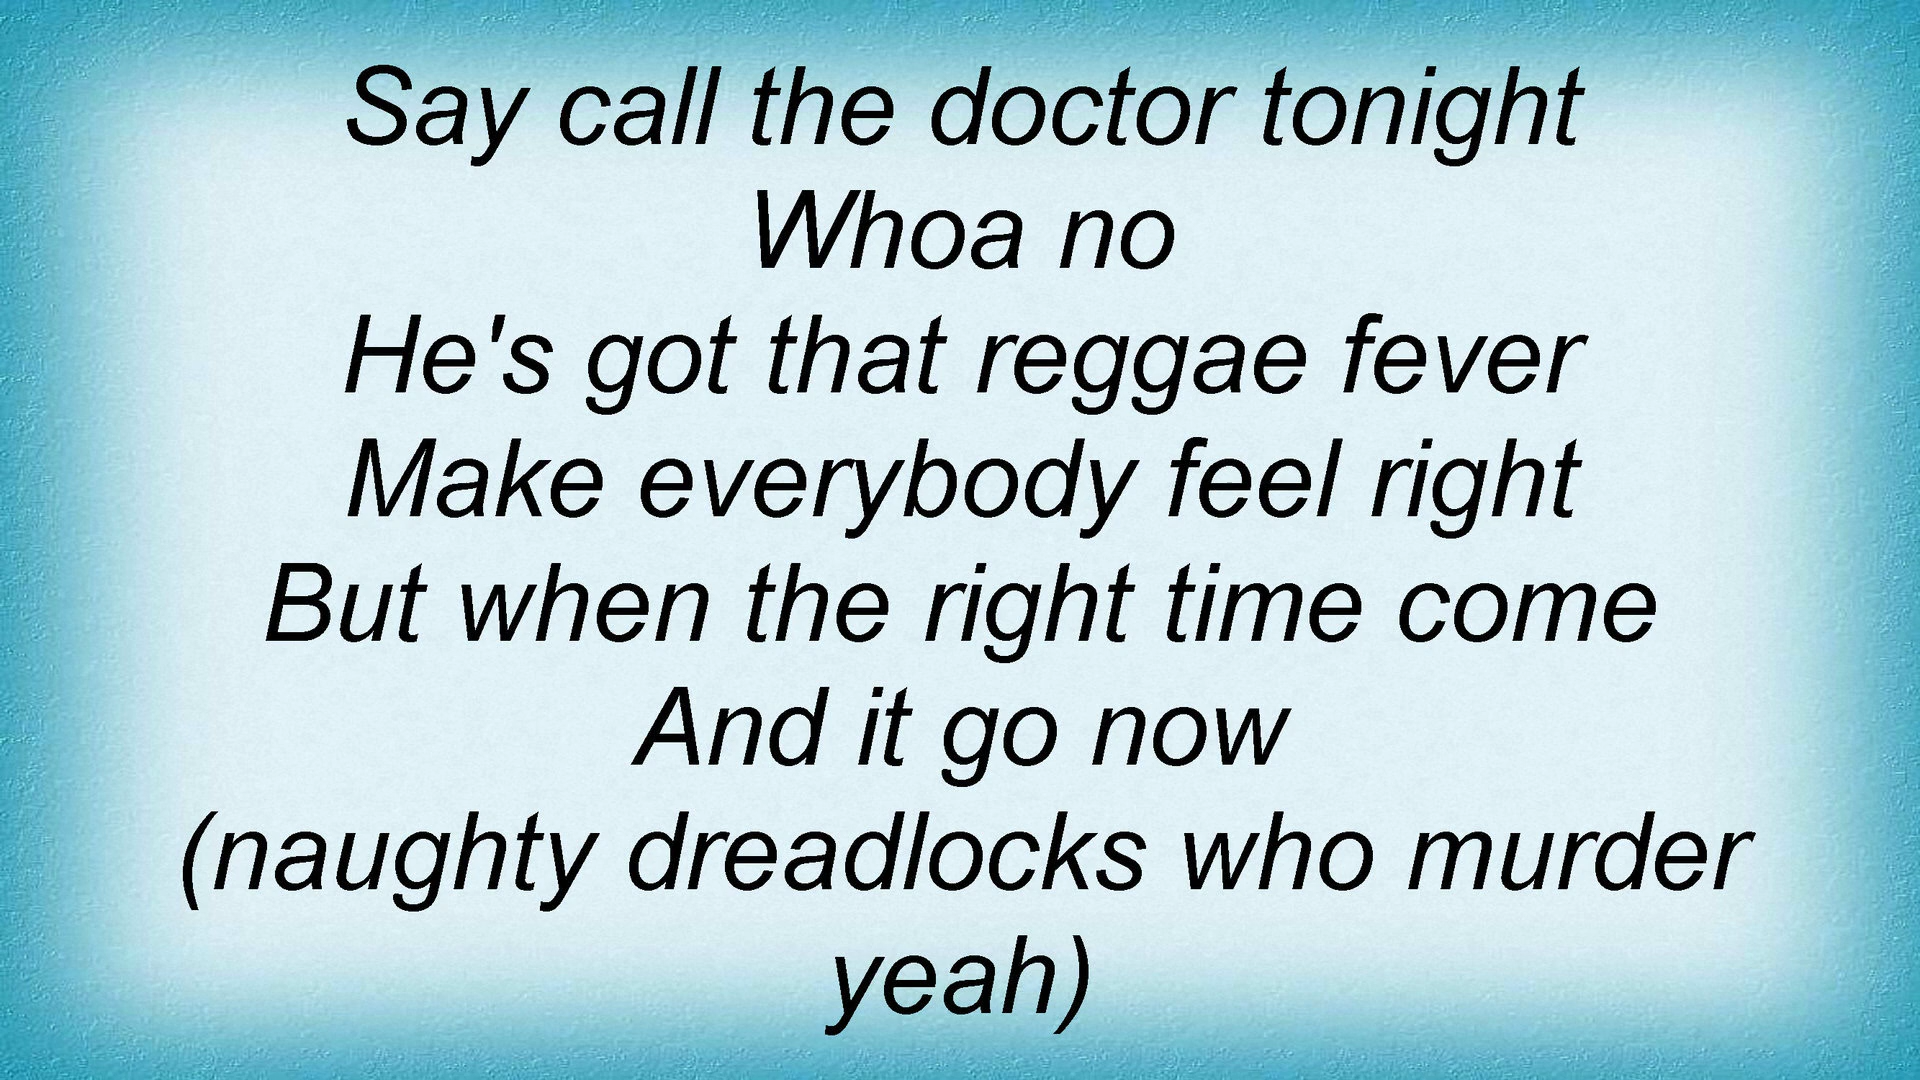 Say call the doctor tonight
Whoa no
He's got that reggae fever
Make everybody feel right
But when the right time come
And it go now
(naughty dreadlocks who murder
yeah)